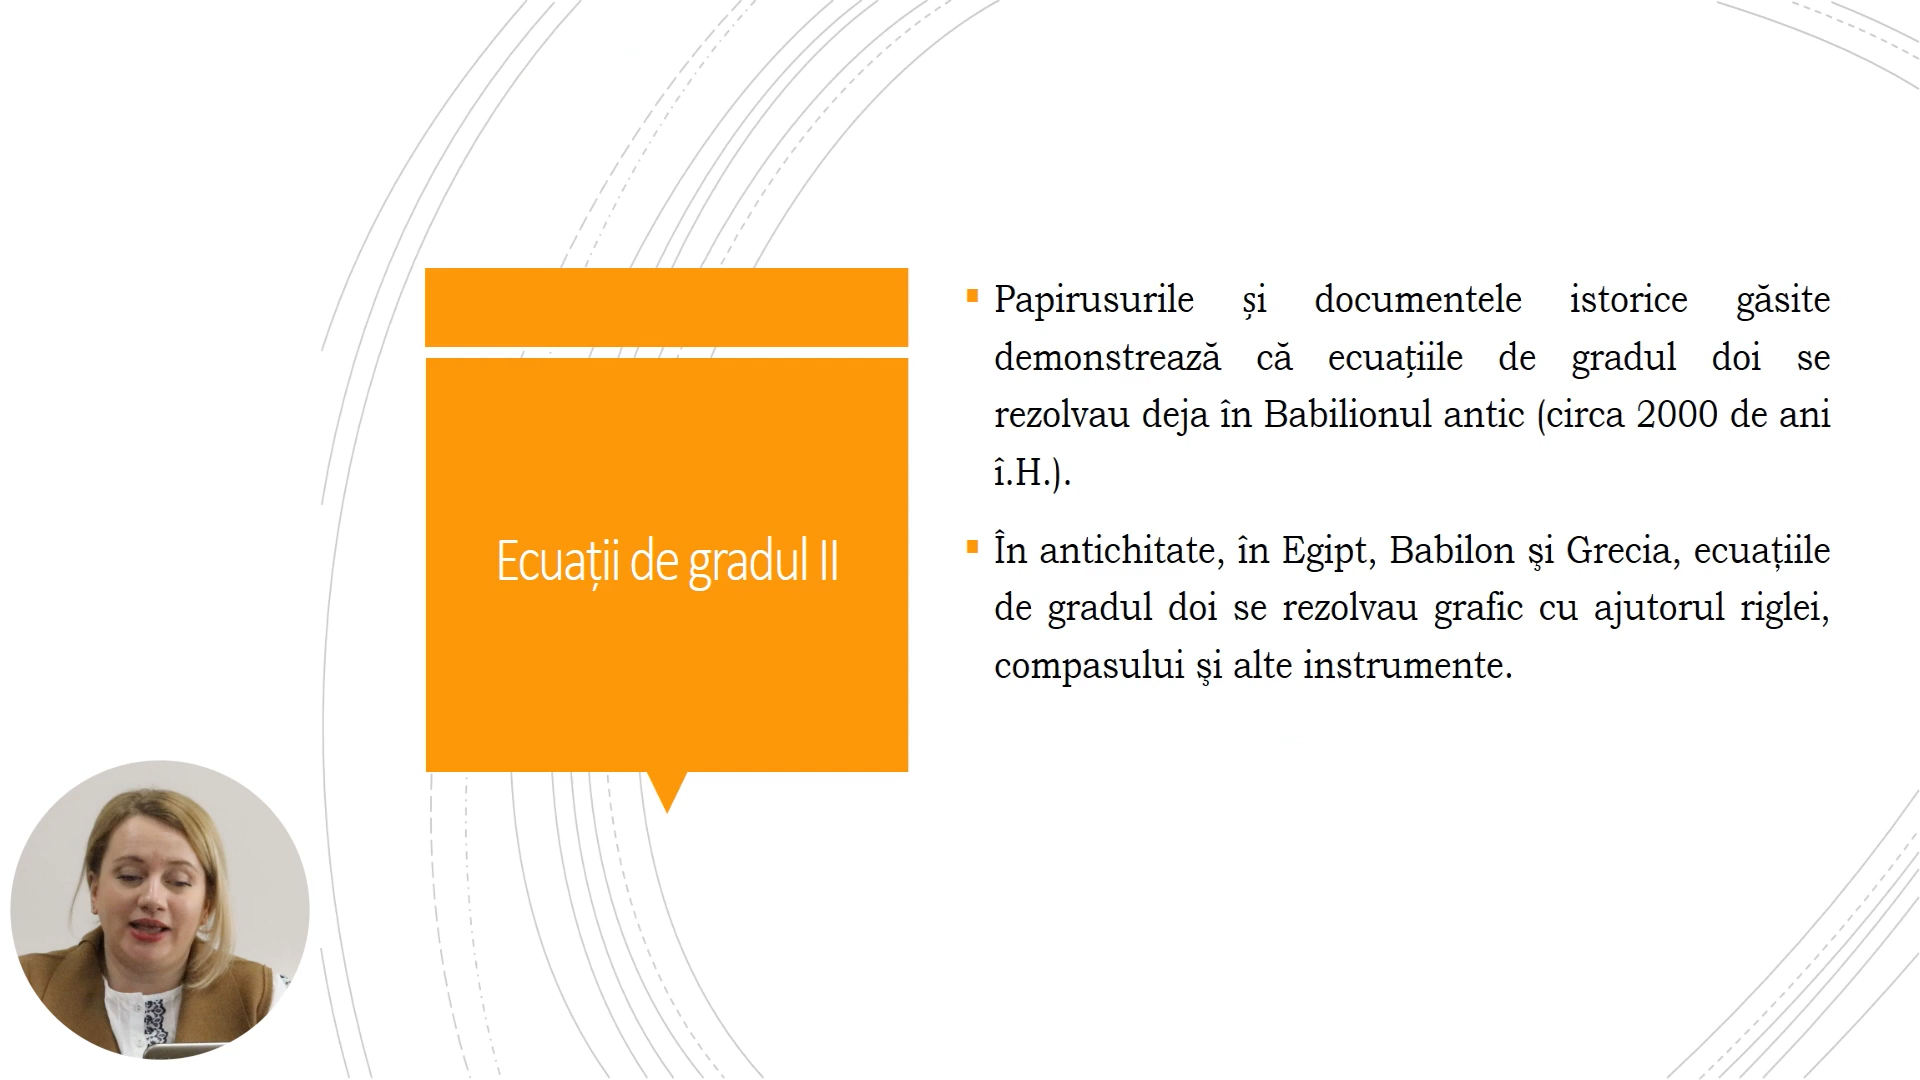 Ecuații de gradul II
Papirusurile și documentele istorice găsite
demonstrează că ecuațiile de gradul doi se
rezolvau deja în Babilionul antic (circa 2000 de ani
î.H.).
În antichitate, în Egipt, Babilon şi Grecia, ecuațiile
de gradul doi se rezolvau grafic cu ajutorul riglei,
compasului şi alte instrumente.